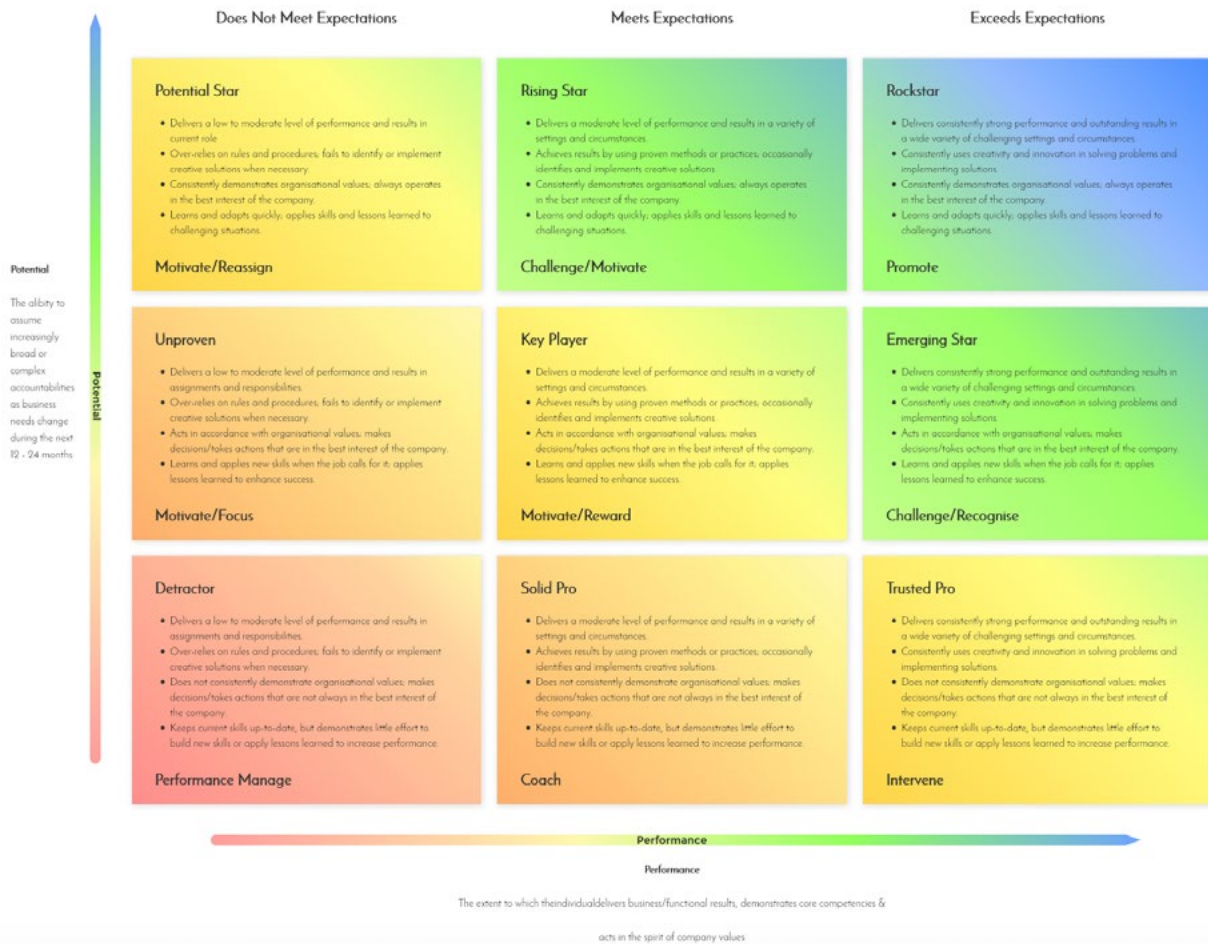 Does Not Meet Expectations
Meets Expectations
Exceeds Expectations
Potential Star
• Delivers a low to moderate level of performance and results in
current role
• Over-relies on rules and procedures; fails to identify or implement
creative solutions when necessary.
• Consistently demonstrates organisational values; always operates
in the best interest of the company.
• Learns and adapts quickly; applies skills and lessons learned to
challenging situations.
Motivate/Reassign
Rising Star
• Delivers a moderate level of performance and results in a variety of
settings and circumstances.
• Achieves results by using proven methods or practices; occasionally
identifies and implements creative solutions.
• Consistently demonstrates organisational values; always operates
in the best interest of the company.
• Learns and adapts quickly; applies skills and lessons learned to
challenging situations.
Challenge/Motivate
Rockstar
• Delivers consistently strong performance and outstanding results in
a wide variety of challenging settings and circumstances.
• Consistently uses creativity and innovation in solving problems and
implementing solutions.
• Consistently demonstrates organisational values; always operates
in the best interest of the company.
• Learns and adapts quickly; applies skills and lessons learned to
challenging situations.
Promote
Potential
The alibity to
assume
increasingly
broad or
complex
accountabilities
as business
needs change
during the next
12 - 24 months
Potential
Unproven
• Delivers a low to moderate level of performance and results in
assignments and responsibilities.
• Over-relies on rules and procedures; fails to identify or implement
creative solutions when necessary.
• Acts in accordance with organisational values; makes
decisions/takes actions that are in the best interest of the company.
• Learns and applies new skills when the job calls for it; applies
lessons learned to enhance success.
Motivate/Focus
Key Player
• Delivers a moderate level of performance and results in a variety of
settings and circumstances.
• Achieves results by using proven methods or practices; occasionally
identifies and implements creative solutions.
• Acts in accordance with organisational values; makes
decisions/takes actions that are in the best interest of the company.
• Learns and applies new skills when the job calls for it; applies
lessons learned to enhance success.
Motivate/Reward
Emerging Star
• Delivers consistently strong performance and outstanding results in
a wide variety of challenging settings and circumstances.
• Consistently uses creativity and innovation in solving problems and
implementing solutions.
• Acts in accordance with organisational values; makes
decisions/takes actions that are in the best interest of the company.
• Learns and applies new skills when the job calls for it; applies
lessons learned to enhance success.
Challenge/Recognise
Detractor
• Delivers a low to moderate level of performance and results in
assignments and responsibilities.
• Over-relies on rules and procedures; fails to identify or implement
creative solutions when necessary.
• Does not consistently demonstrate organisational values; makes
decisions/takes actions that are not always in the best interest of
the company.
• Keeps current skills up-to-date, but demonstrates little effort to
build new skills or apply lessons learned to increase performance.
Performance Manage
Solid Pro
• Delivers a moderate level of performance and results in a variety of
settings and circumstances.
• Achieves results by using proven methods or practices; occasionally
identifies and implements creative solutions.
• Does not consistently demonstrate organisational values; makes
decisions/takes actions that are not always in the best interest of
the company.
• Keeps current skills up-to-date, but demonstrates little effort to
build new skills or apply lessons learned to increase performance.
Coach
Trusted Pro
• Delivers consistently strong performance and outstanding results in
a wide variety of challenging settings and circumstances.
• Consistently uses creativity and innovation in solving problems and
implementing solutions.
• Does not consistently demonstrate organisational values; makes
decisions/takes actions that are not always in the best interest of
the company.
• Keeps current skills up-to-date, but demonstrates little effort to
build new skills or apply lessons learned to increase performance.
Intervene
Performance
Performance
The extent to which theindividualdelivers business/functional results, demonstrates core competencies &
acts in the spirit of company values